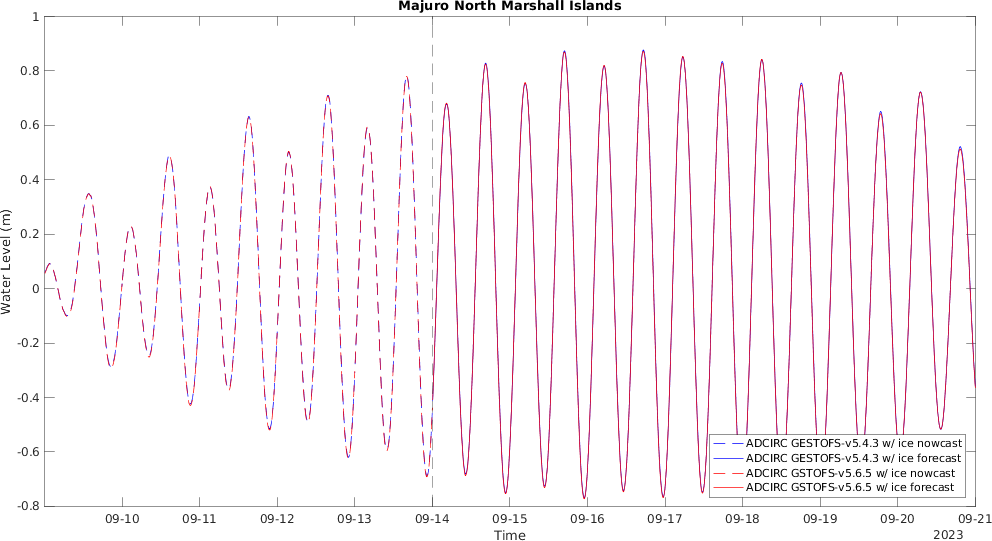 Majuro North Marshall Islands
1
0.8
0.6
0.4
0.2
0
-0.2
-0.4
-0.6
-0.8
Water Level (m)
ADCIRC GESTOFS-v5.4.3 w/ ice nowcast
ADCIRC GESTOFS-v5.4.3 w/ ice forecast
ADCIRC GSTOFS-v5.6.5 w/ ice nowcast
ADCIRC GSTOFS-v5.6.5 w/ ice forecast
09-10 09-11 09-12 09-13 09-14 09-15 09-16 09-17 09-18 09-19 09-20 09-21
Time
2023